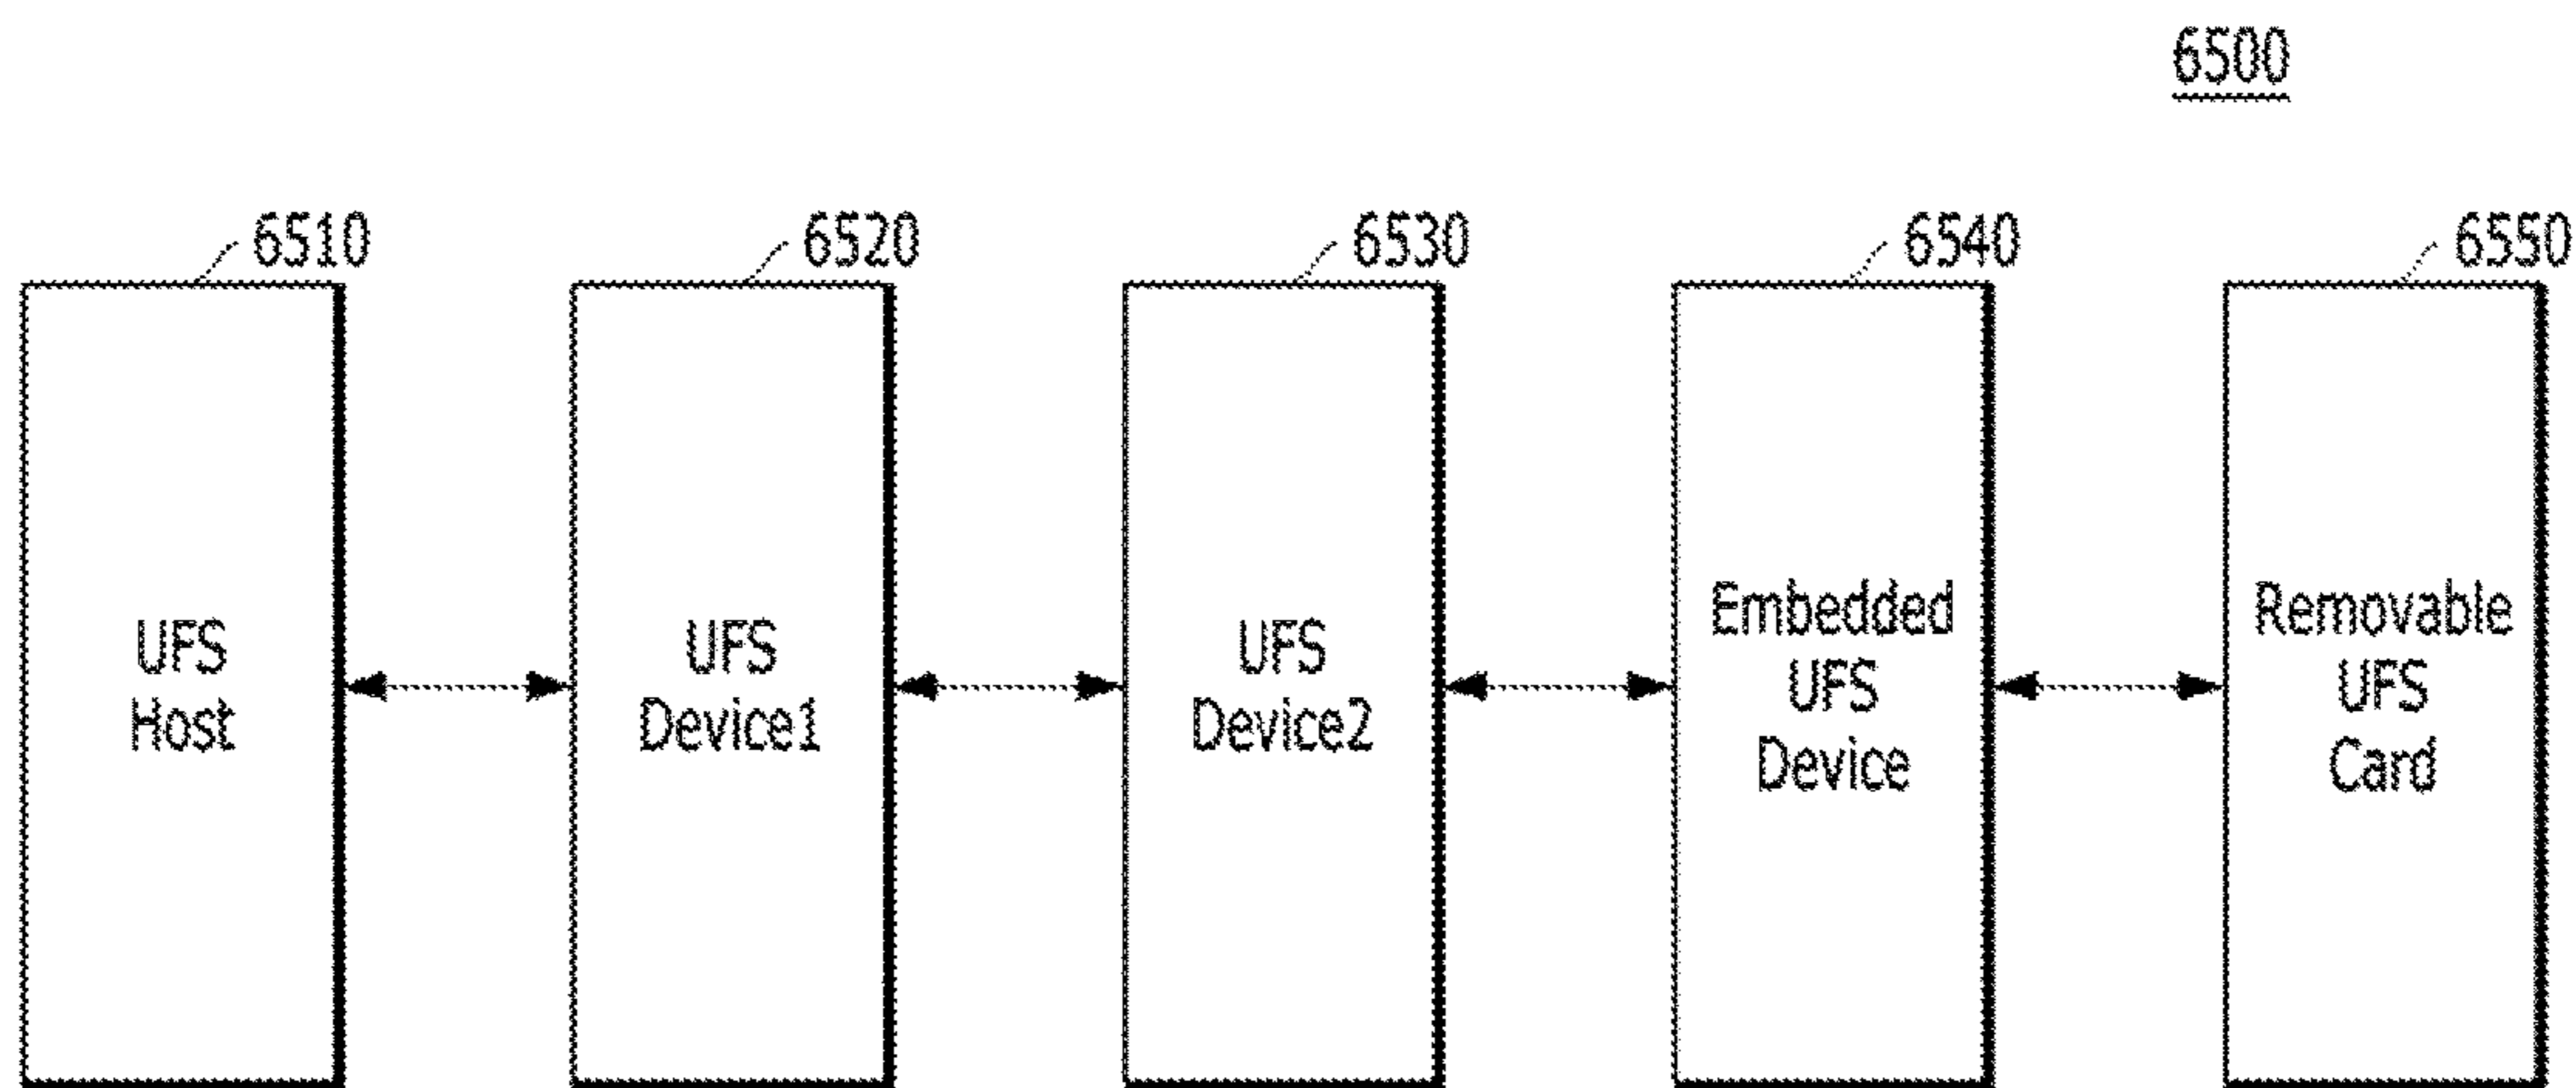 6500
6510
6520
6530
6540
6550
UFS
Host
UFS
Device1
UFS
Device2
Embedded
UFS
Device
Removable
UFS
Card